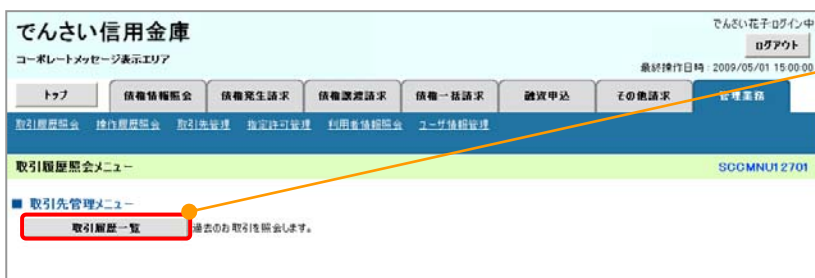 でんさい信用金庫
でんさい花子ログイン中
ログアウト
コーポレートメッセージ表示エリア
最終操作日時:2009/05/01 15:00:00
トップ 債権情報照会 債権発生請求 債権譲渡請求 債権一括請求 融資申込 その他請求 管理業務
取引履歴照会 操作履歴照会 取引先管理 指定許可管理 利用者情報照会 ユーザ情報管理
取引履歴照会メニュー SCCMNU12701
■ 取引先管理メニュー
取引履歴一覧 過去のお取引を照会します。